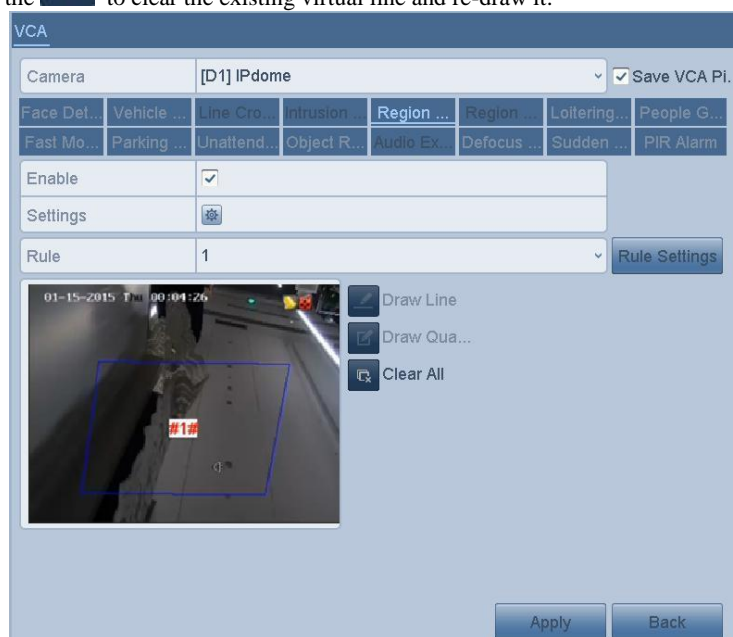 the to clear the existing virtual line and re-draw it.
VCA
Camera [D1] IPdome Save VCA Pi.
Face Det... Vehicle ... Line Cro... Intrusion ... Region ... Region ... Loitering... People G...
Fast Mo... Parking ... Unattend... Object R... Audio Ex... Defocus ... Sudden ... PIR Alarm
Enable
Settings
Rule 1 Rule Settings
01-15-2015 Thu 00:04:26
Draw Line
Draw Qua...
Clear All
#1#
Apply Back